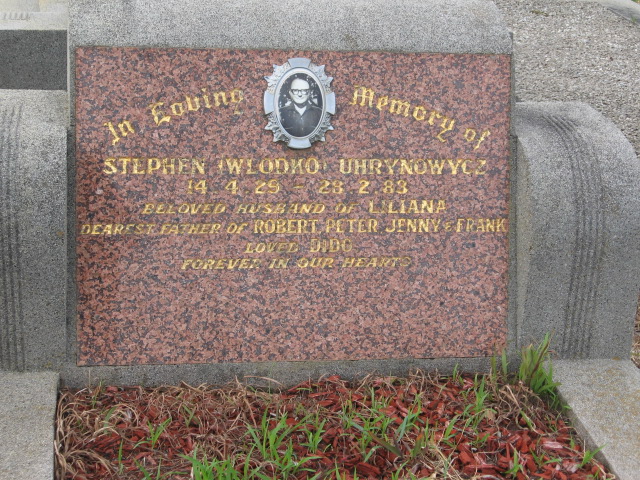 In Loving Memory of
STEPHEN (WLODKO) UHRYNOWYCZ
14·4·29 - 28·2·88
BELOVED HUSBAND OF LILIANA
DEAREST FATHER OF ROBERT, PETER, JENNY & FRANK
LOVED DIDO
FOREVER IN OUR HEARTS